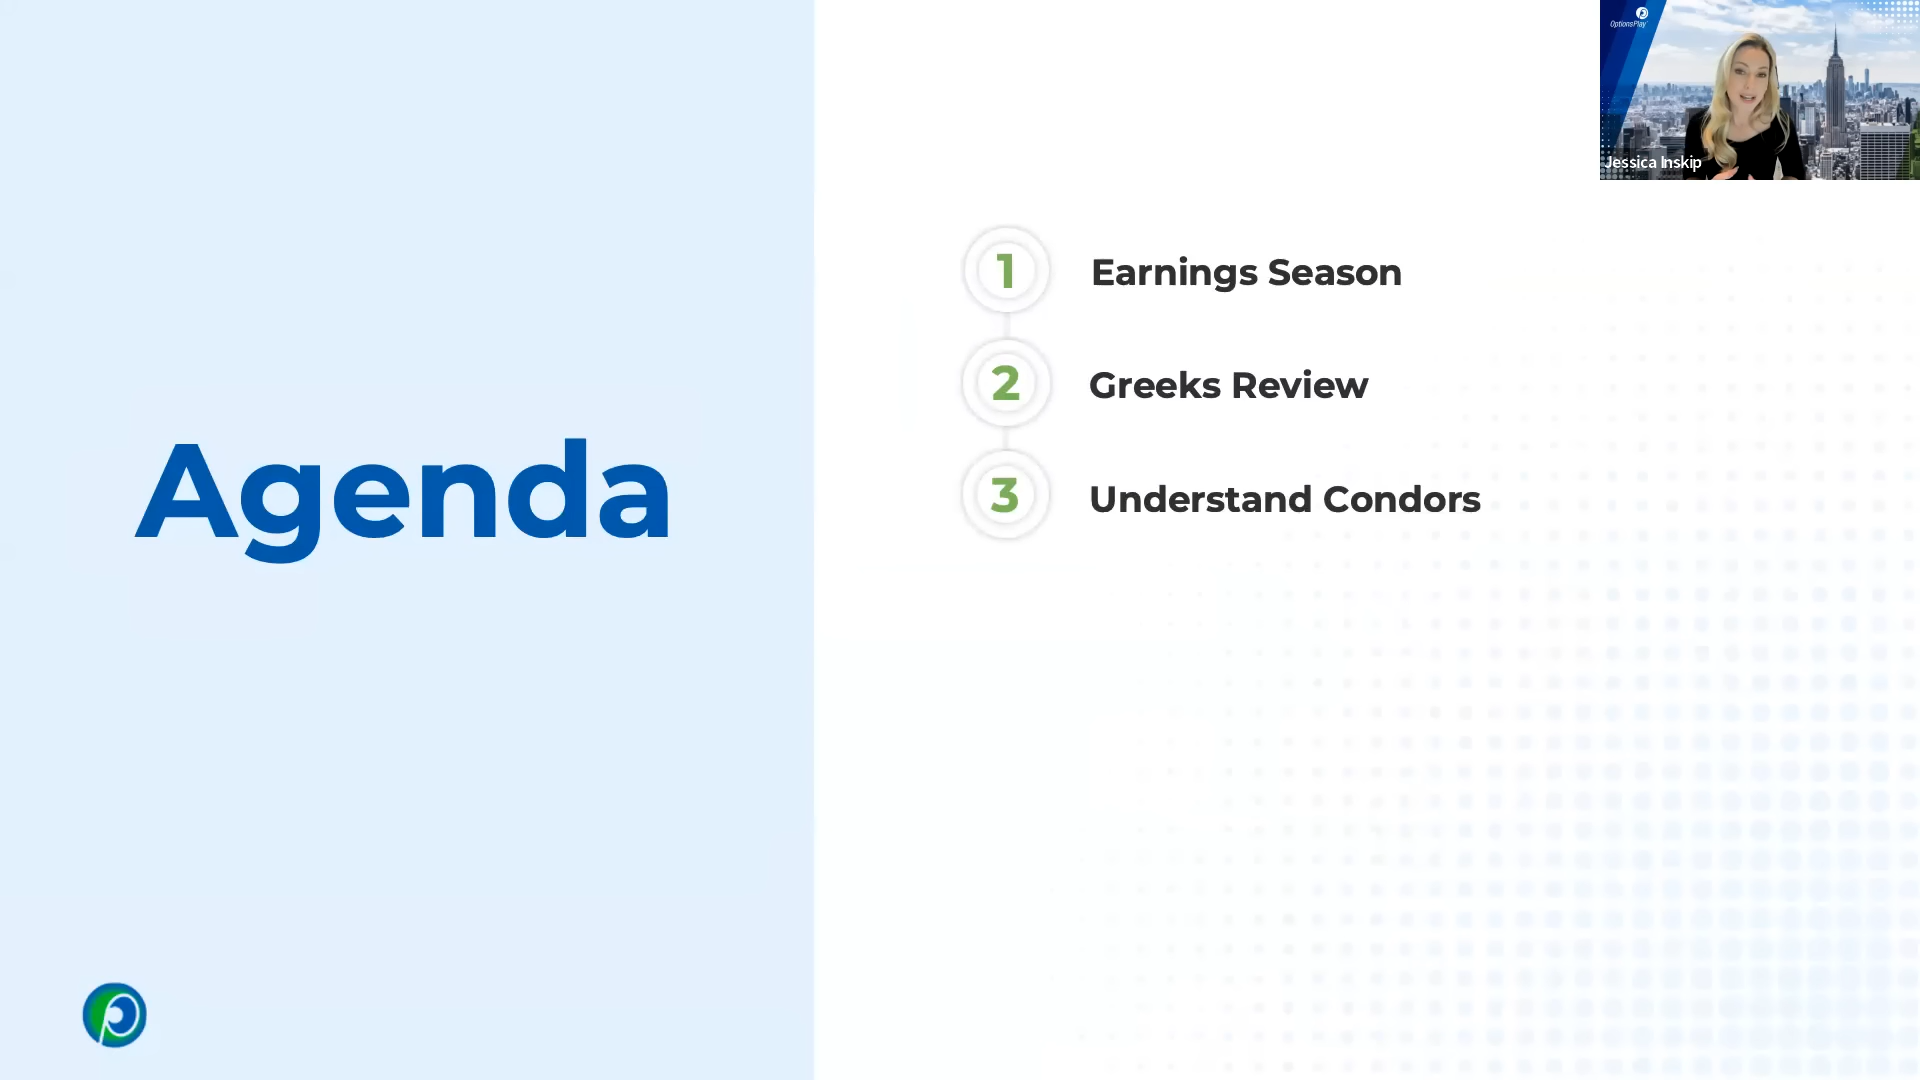 OptionsPlay
Jessica Inskip
Agenda
1 Earnings Season
2 Greeks Review
3 Understand Condors